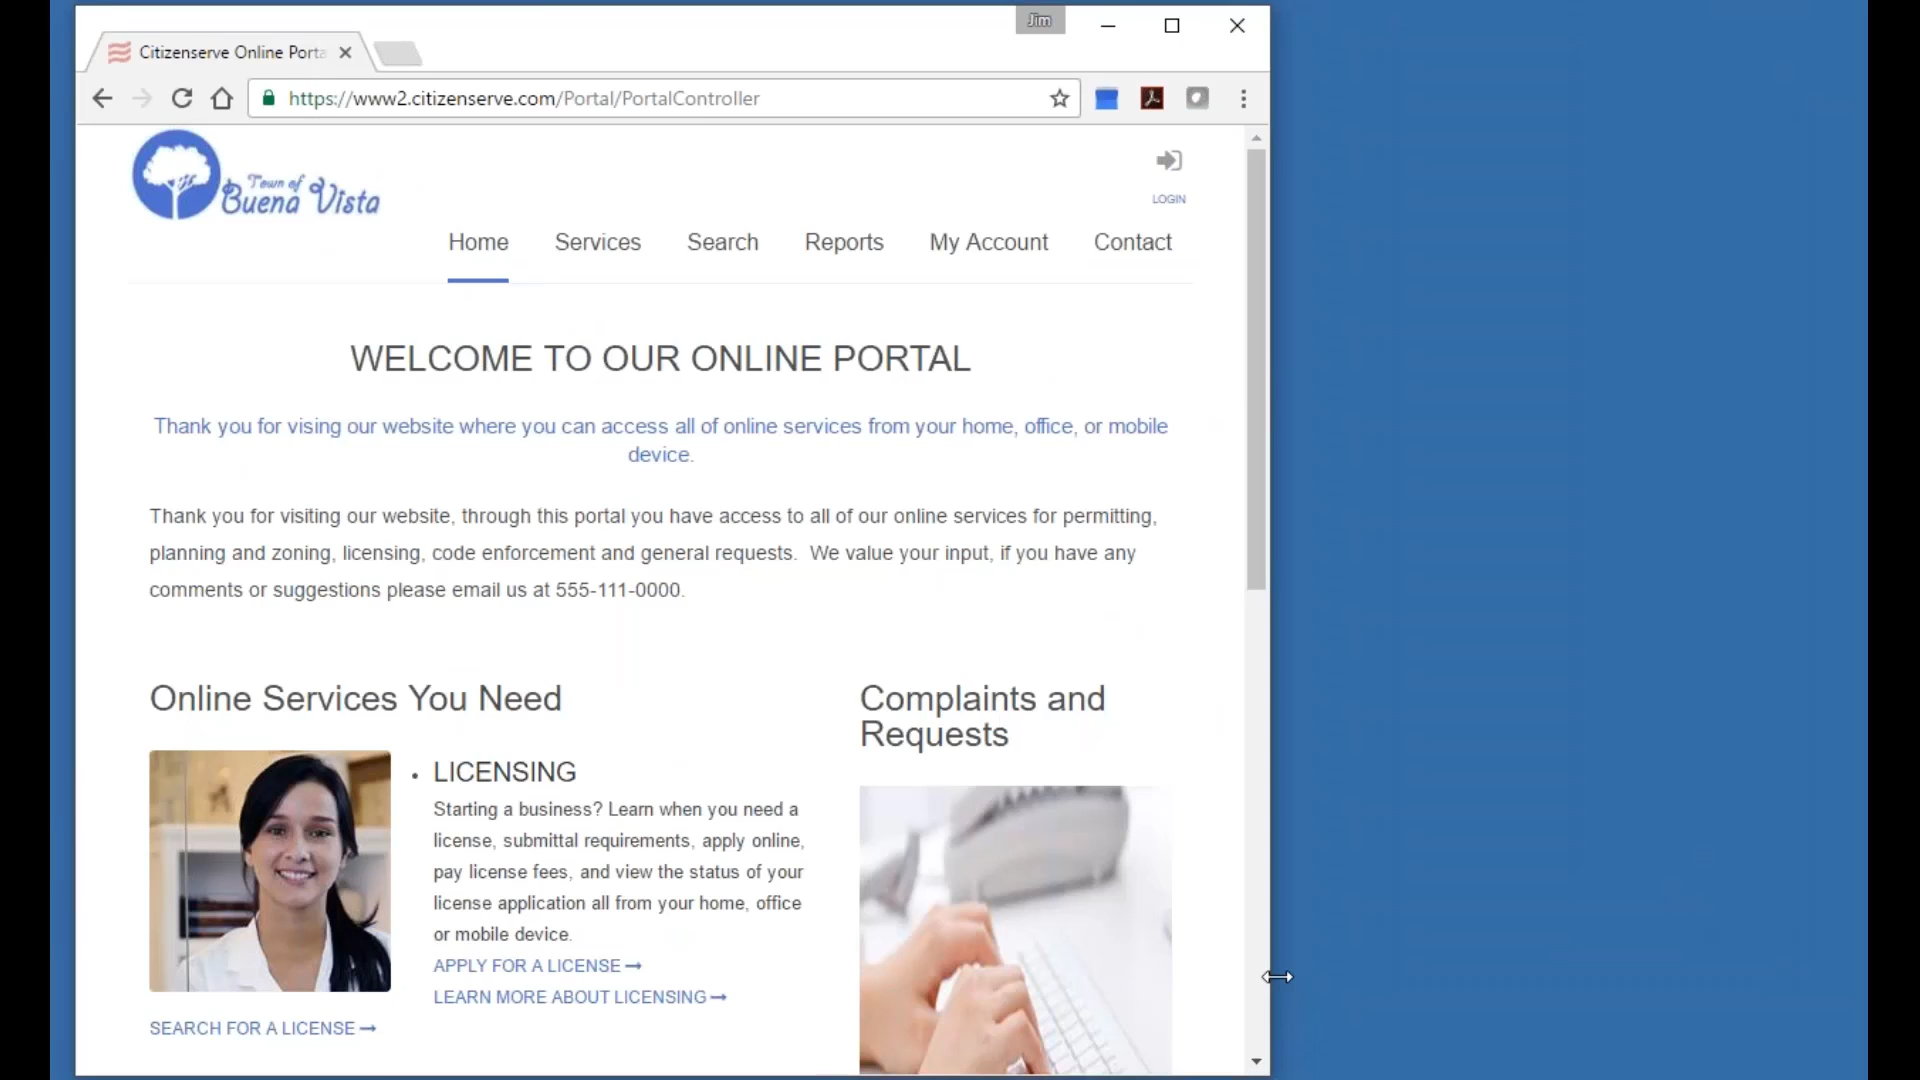 Jim
Citizenserve Online Porta
https://www2.citizenserve.com/Portal/PortalController
Town of
Buena Vista
LOGIN
Home Services Search Reports My Account Contact
WELCOME TO OUR ONLINE PORTAL
Thank you for vising our website where you can access all of online services from your home, office, or mobile
device.
Thank you for visiting our website, through this portal you have access to all of our online services for permitting,
planning and zoning, licensing, code enforcement and general requests. We value your input, if you have any
comments or suggestions please email us at 555-111-0000.
Online Services You Need
• LICENSING
Starting a business? Learn when you need a
license, submittal requirements, apply online,
pay license fees, and view the status of your
license application all from your home, office
or mobile device.
APPLY FOR A LICENSE →
LEARN MORE ABOUT LICENSING →
SEARCH FOR A LICENSE →
Complaints and
Requests